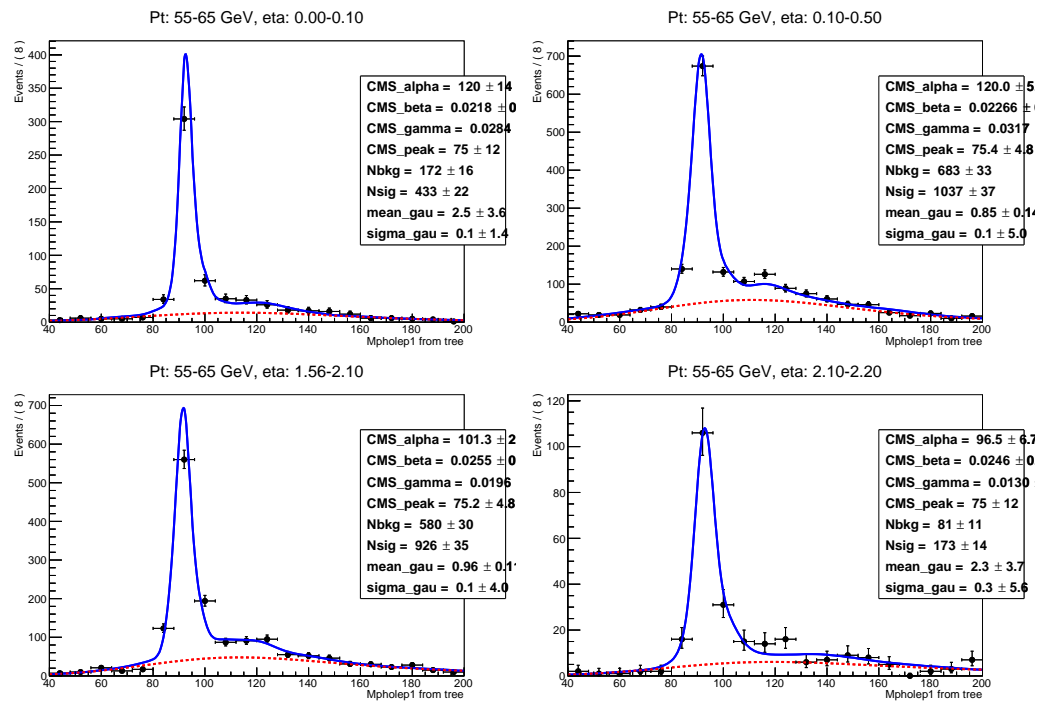 Pt: 55-65 GeV, eta: 0.00-0.10
Events / ( 8 )
400
350
300
250
200
150
100
50
0
40 60 80 100 120 140 160 180 200
Mpholep1 from tree
CMS_alpha = 120 ± 14
CMS_beta = 0.0218 ± 0
CMS_gamma = 0.0284
CMS_peak = 75 ± 12
Nbkg = 172 ± 16
Nsig = 433 ± 22
mean_gau = 2.5 ± 3.6
sigma_gau = 0.1 ± 1.4
Pt: 55-65 GeV, eta: 0.10-0.50
Events / ( 8 )
700
600
500
400
300
200
100
0
40 60 80 100 120 140 160 180 200
Mpholep1 from tree
CMS_alpha = 120.0 ± 5
CMS_beta = 0.02266 ±
CMS_gamma = 0.0317
CMS_peak = 75.4 ± 4.8
Nbkg = 683 ± 33
Nsig = 1037 ± 37
mean_gau = 0.85 ± 0.14
sigma_gau = 0.1 ± 5.0
Pt: 55-65 GeV, eta: 1.56-2.10
Events / ( 8 )
700
600
500
400
300
200
100
0
40 60 80 100 120 140 160 180 200
Mpholep1 from tree
CMS_alpha = 101.3 ± 2
CMS_beta = 0.0255 ± 0
CMS_gamma = 0.0196
CMS_peak = 75.2 ± 4.8
Nbkg = 580 ± 30
Nsig = 926 ± 35
mean_gau = 0.96 ± 0.1
sigma_gau = 0.1 ± 4.0
Pt: 55-65 GeV, eta: 2.10-2.20
Events / ( 8 )
120
100
80
60
40
20
0
40 60 80 100 120 140 160 180 200
Mpholep1 from tree
CMS_alpha = 96.5 ± 6.7
CMS_beta = 0.0246 ± 0
CMS_gamma = 0.0130
CMS_peak = 75 ± 12
Nbkg = 81 ± 11
Nsig = 173 ± 14
mean_gau = 2.3 ± 3.7
sigma_gau = 0.3 ± 5.6